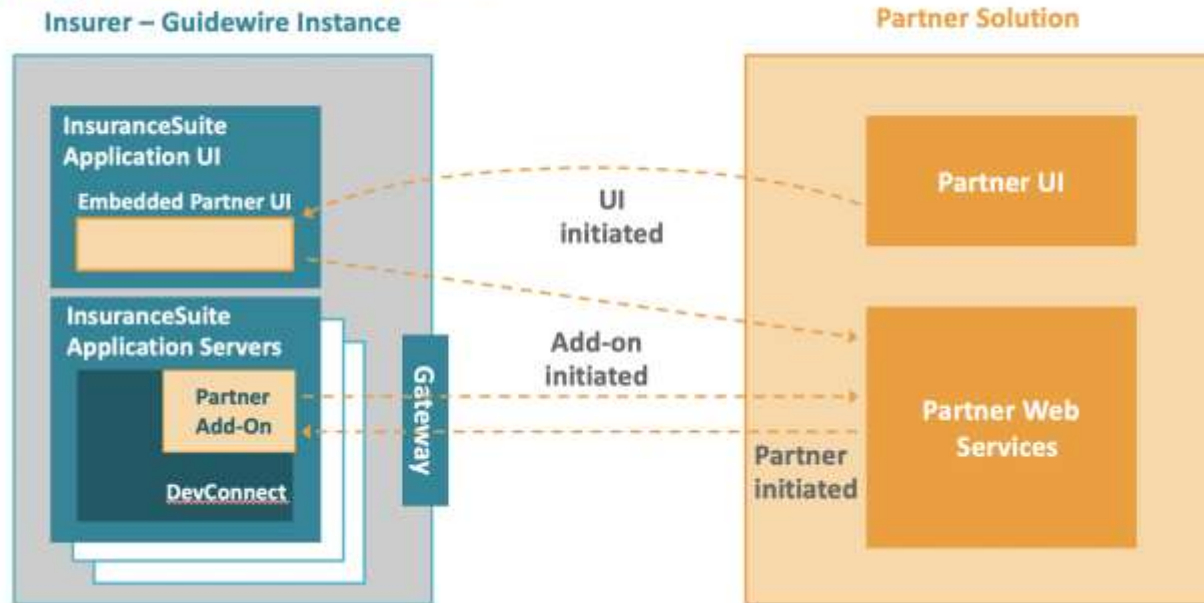 Insurer – Guidewire Instance
Partner Solution
InsuranceSuite
Application UI
Embedded Partner UI
UI
initiated
Partner UI
InsuranceSuite
Application Servers
Partner
Add-On
DevConnect
Gateway
Add-on
initiated
Partner
initiated
Partner Web
Services